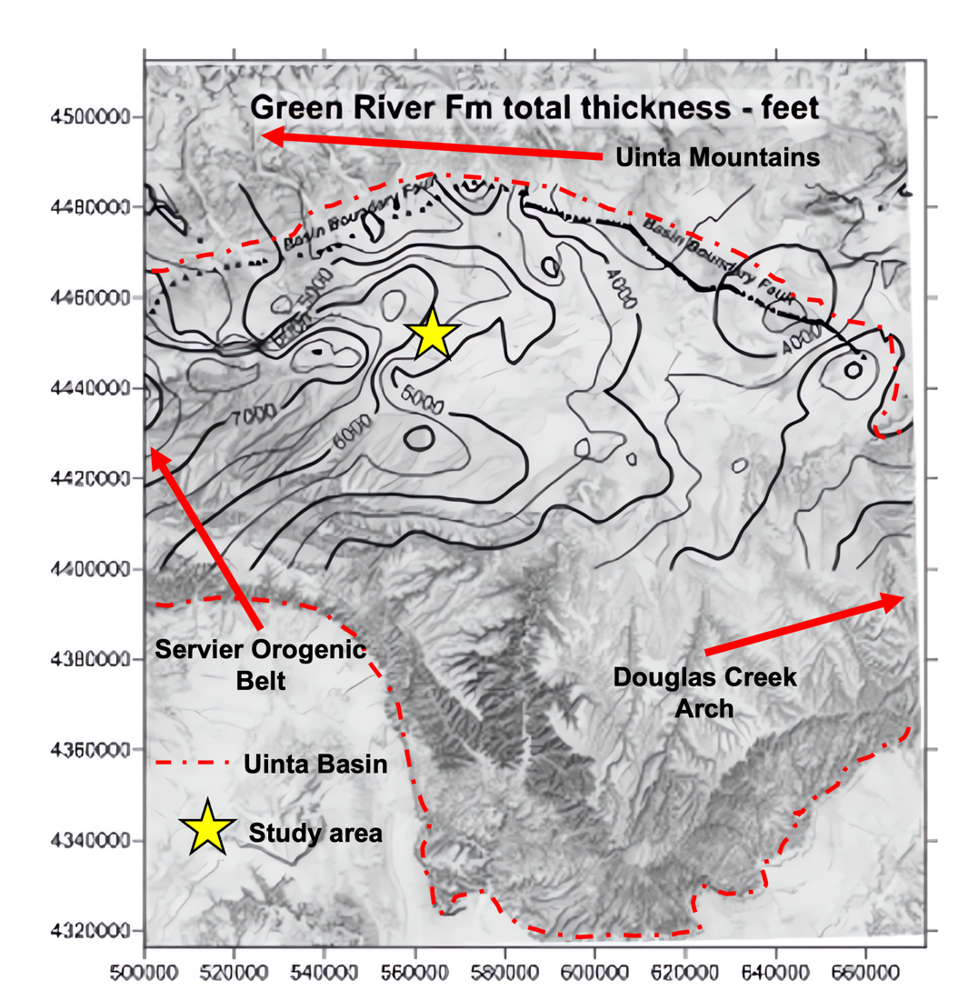 Green River Fm total thickness - feet
Uinta Mountains
4500000
4480000
4460000
4440000
4420000
4400000
4380000
4360000
4340000
4320000
Basin Boundary Fault
Basin Boundary Fault
5000
4000
4000
7000
6000
5000
Servier Orogenic
Belt
Douglas Creek
Arch
Uinta Basin
Study area
500000 520000 540000 560000 580000 600000 620000 640000 660000